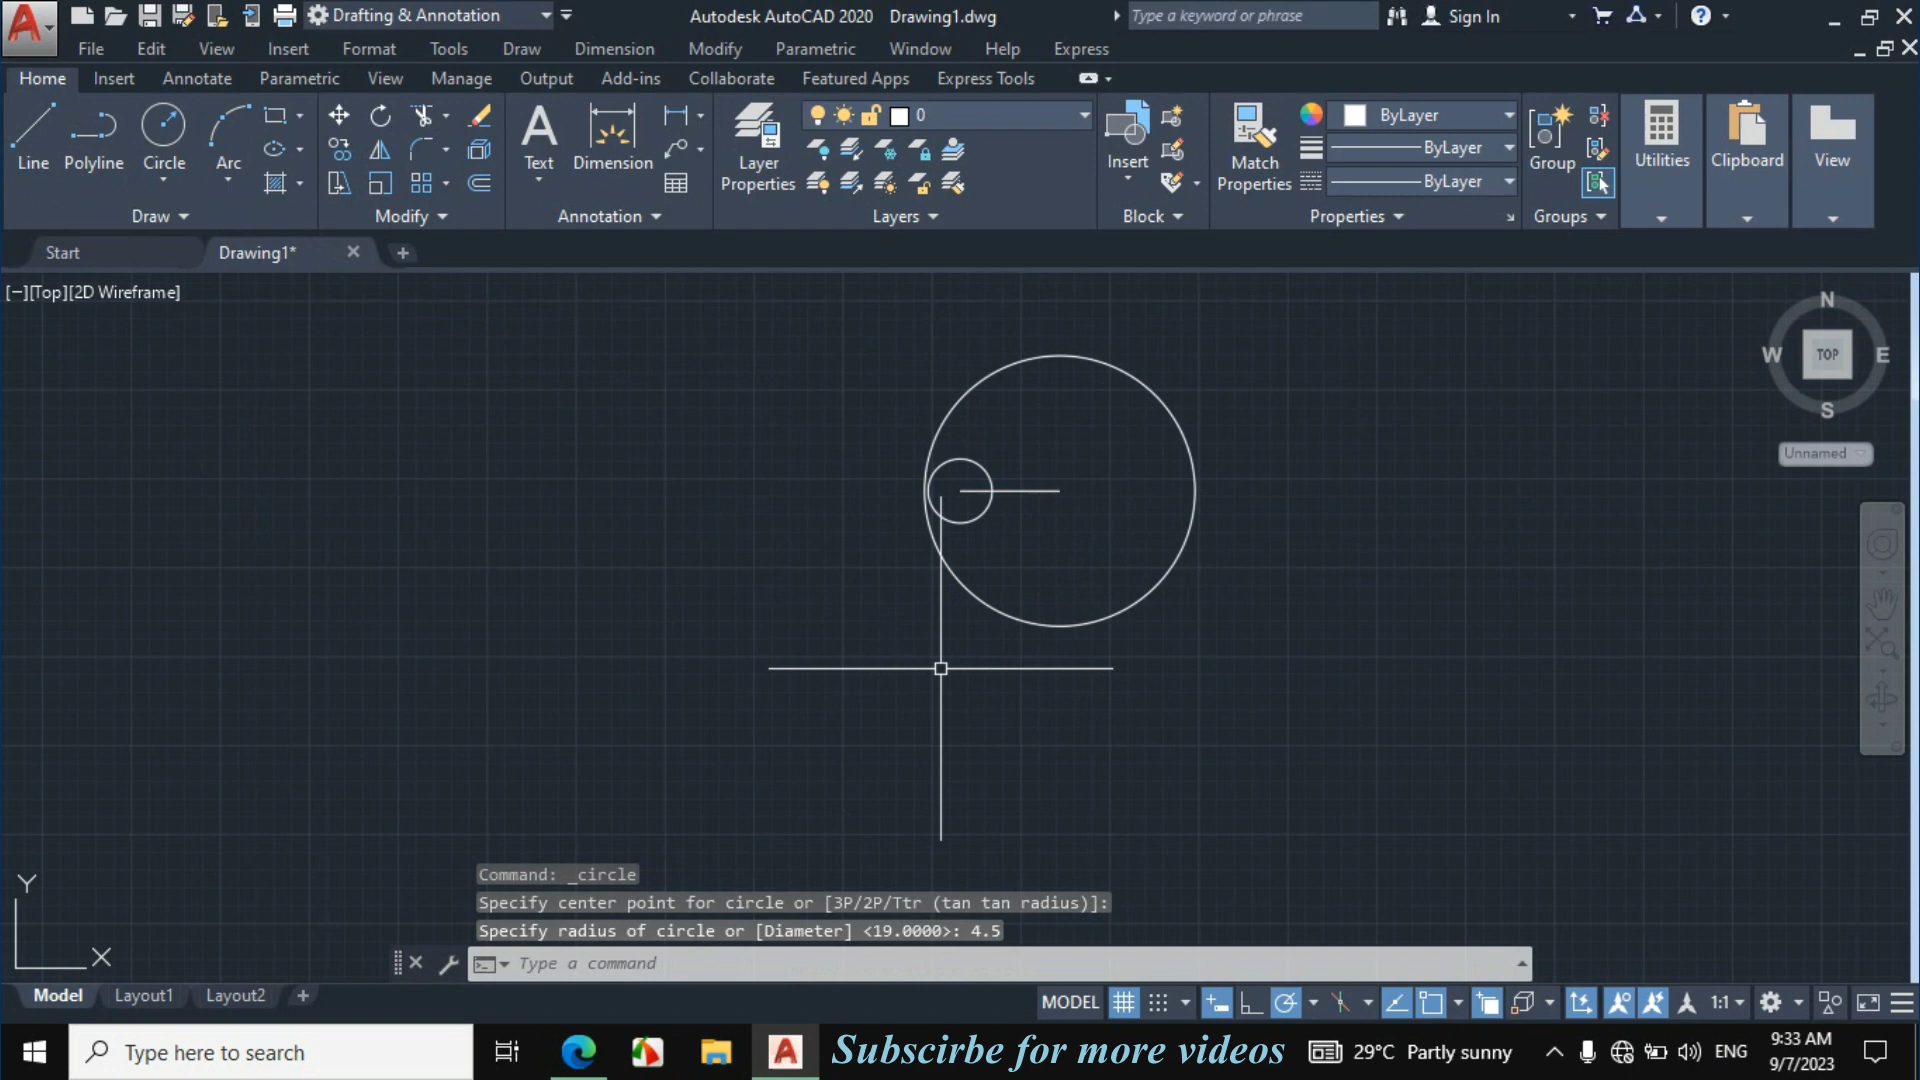 Drafting & Annotation
Autodesk AutoCAD 2020 Drawing1.dwg
Type a keyword or phrase
Sign In
File Edit View Insert Format Tools Draw Dimension Modify Parametric Window Help Express
Home Insert Annotate Parametric View Manage Output Add-ins Collaborate Featured Apps Express Tools
Line
Polyline
Circle
Arc
Draw
Modify
Text
Dimension
Annotation
Layer
Properties
0
Layers
Insert
Block
Match
Properties
ByLayer
ByLayer
ByLayer
Properties
Group
Groups
Utilities
Clipboard
View
Start
Drawing1*
[−][Top][2D Wireframe]
N
W
TOP
E
S
Unnamed
Y
X
Command: _circle
Specify center point for circle or [3P/2P/Ttr (tan tan radius)]:
Specify radius of circle or [Diameter] <19.0000>: 4.5
Type a command
Model Layout1 Layout2
MODEL
1:1
Type here to search
Subscirbe for more videos
29°C Partly sunny
ENG
9:33 AM
9/7/2023